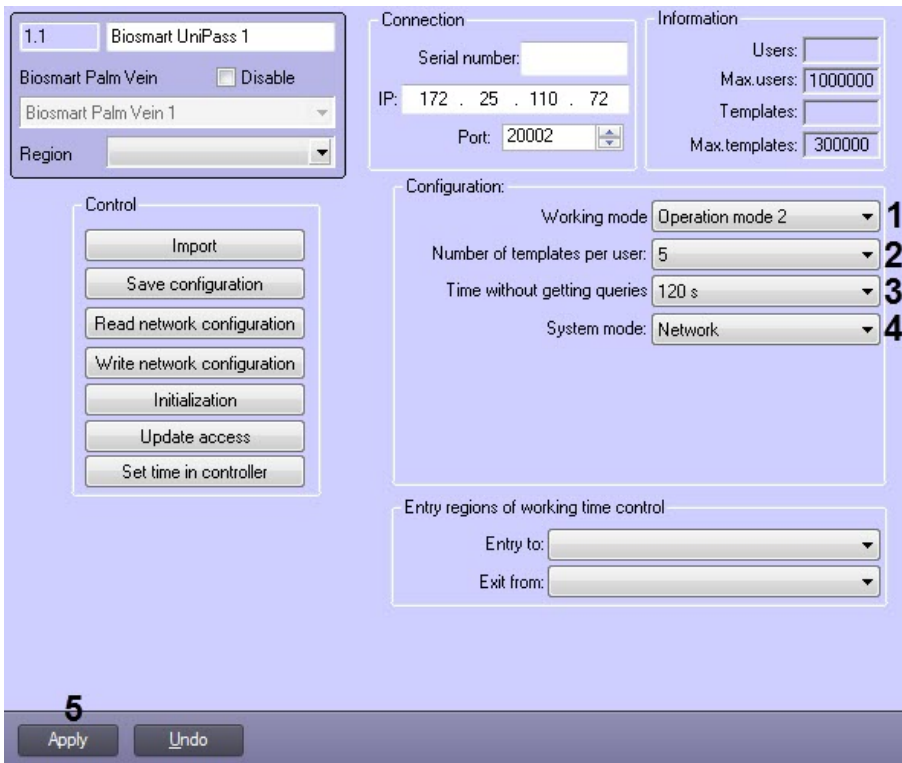 1.1 Biosmart UniPass 1
Biosmart Palm Vein Disable
Biosmart Palm Vein 1
Region
Connection
Serial number:
IP: 172 . 25 . 110 . 72
Port: 20002
Information
Users:
Max.users: 1000000
Templates:
Max.templates: 300000
Control
Import
Save configuration
Read network configuration
Write network configuration
Initialization
Update access
Set time in controller
Configuration:
Working mode Operation mode 2 1
Number of templates per user: 5 2
Time without getting queries 120 s 3
System mode: Network 4
Entry regions of working time control
Entry to:
Exit from:
5
Apply Undo